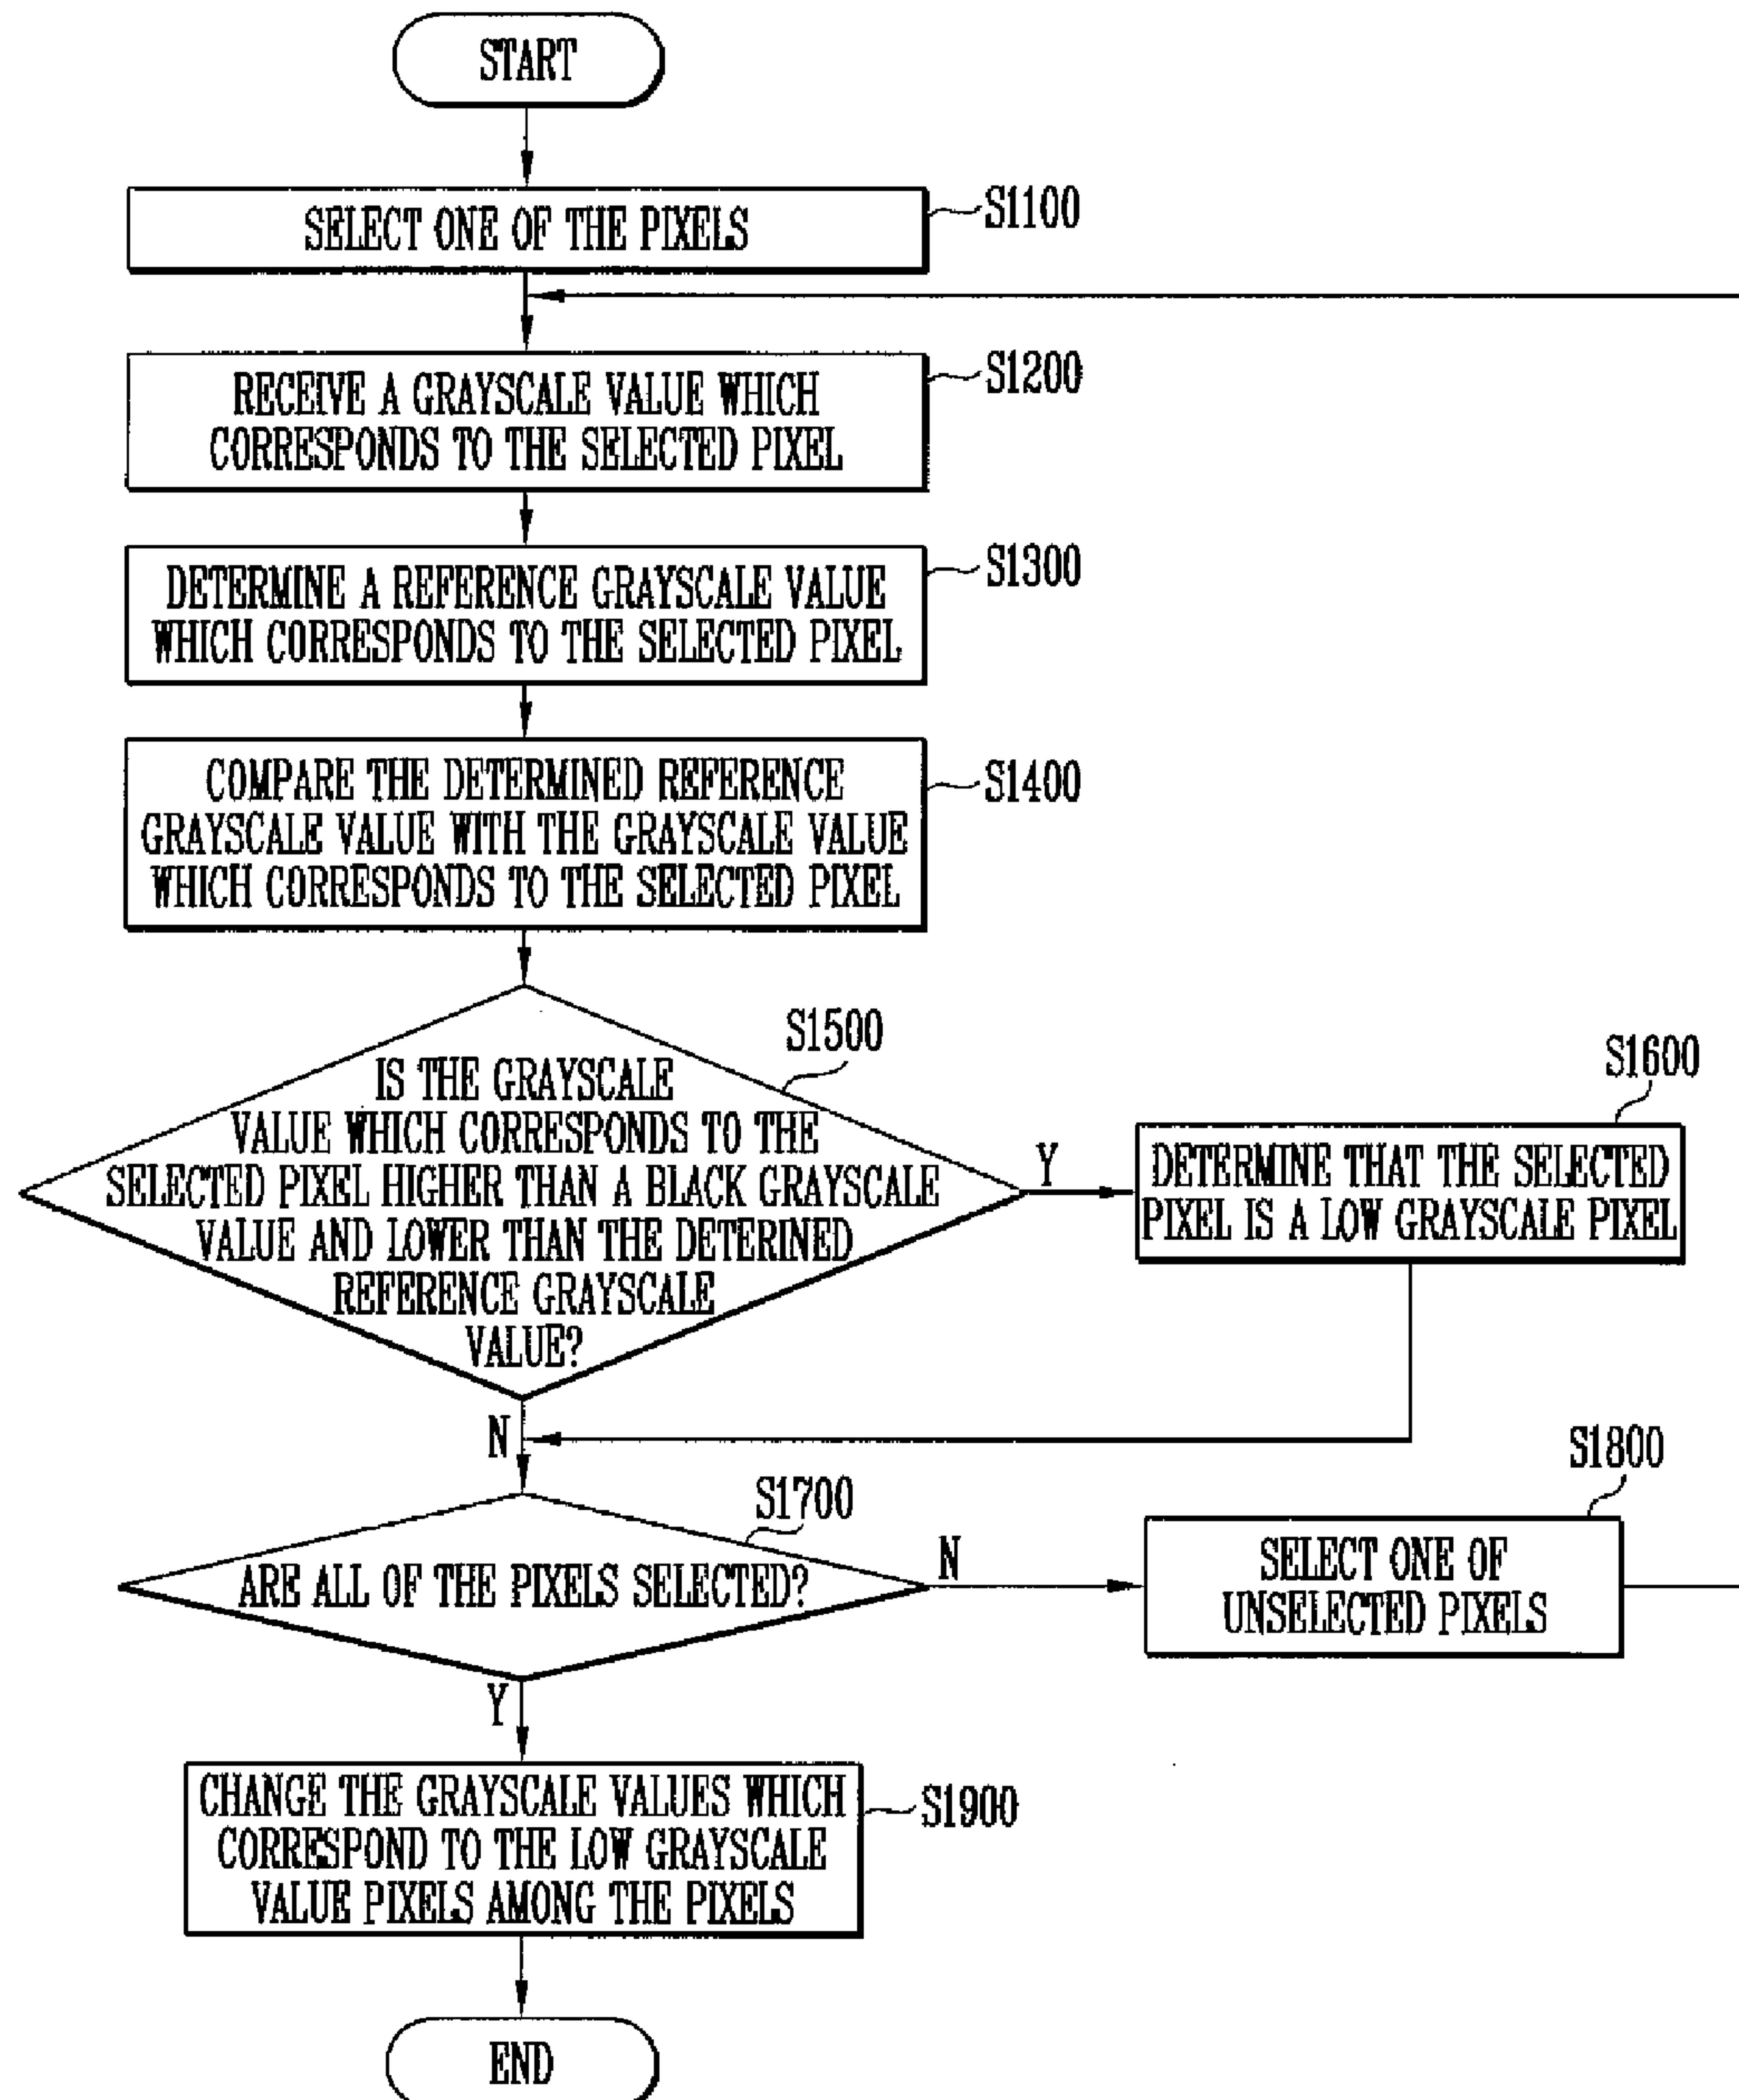 START
SELECT ONE OF THE PIXELS
S1100
RECEIVE A GRAYSCALE VALUE WHICH
CORRESPONDS TO THE SELECTED PIXEL
S1200
DETERMINE A REFERENCE GRAYSCALE VALUE
WHICH CORRESPONDS TO THE SELECTED PIXEL
S1300
COMPARE THE DETERMINED REFERENCE
GRAYSCALE VALUE WITH THE GRAYSCALE VALUE
WHICH CORRESPONDS TO THE SELECTED PIXEL
S1400
IS THE GRAYSCALE
VALUE WHICH CORRESPONDS TO THE
SELECTED PIXEL HIGHER THAN A BLACK GRAYSCALE
VALUE AND LOWER THAN THE DETERINED
REFERENCE GRAYSCALE
VALUE?
S1500
Y
DETERMINE THAT THE SELECTED
PIXEL IS A LOW GRAYSCALE PIXEL
S1600
N
ARE ALL OF THE PIXELS SELECTED?
S1700
N
SELECT ONE OF
UNSELECTED PIXELS
S1800
Y
CHANGE THE GRAYSCALE VALUES WHICH
CORRESPOND TO THE LOW GRAYSCALE
VALUE PIXELS AMONG THE PIXELS
S1900
END